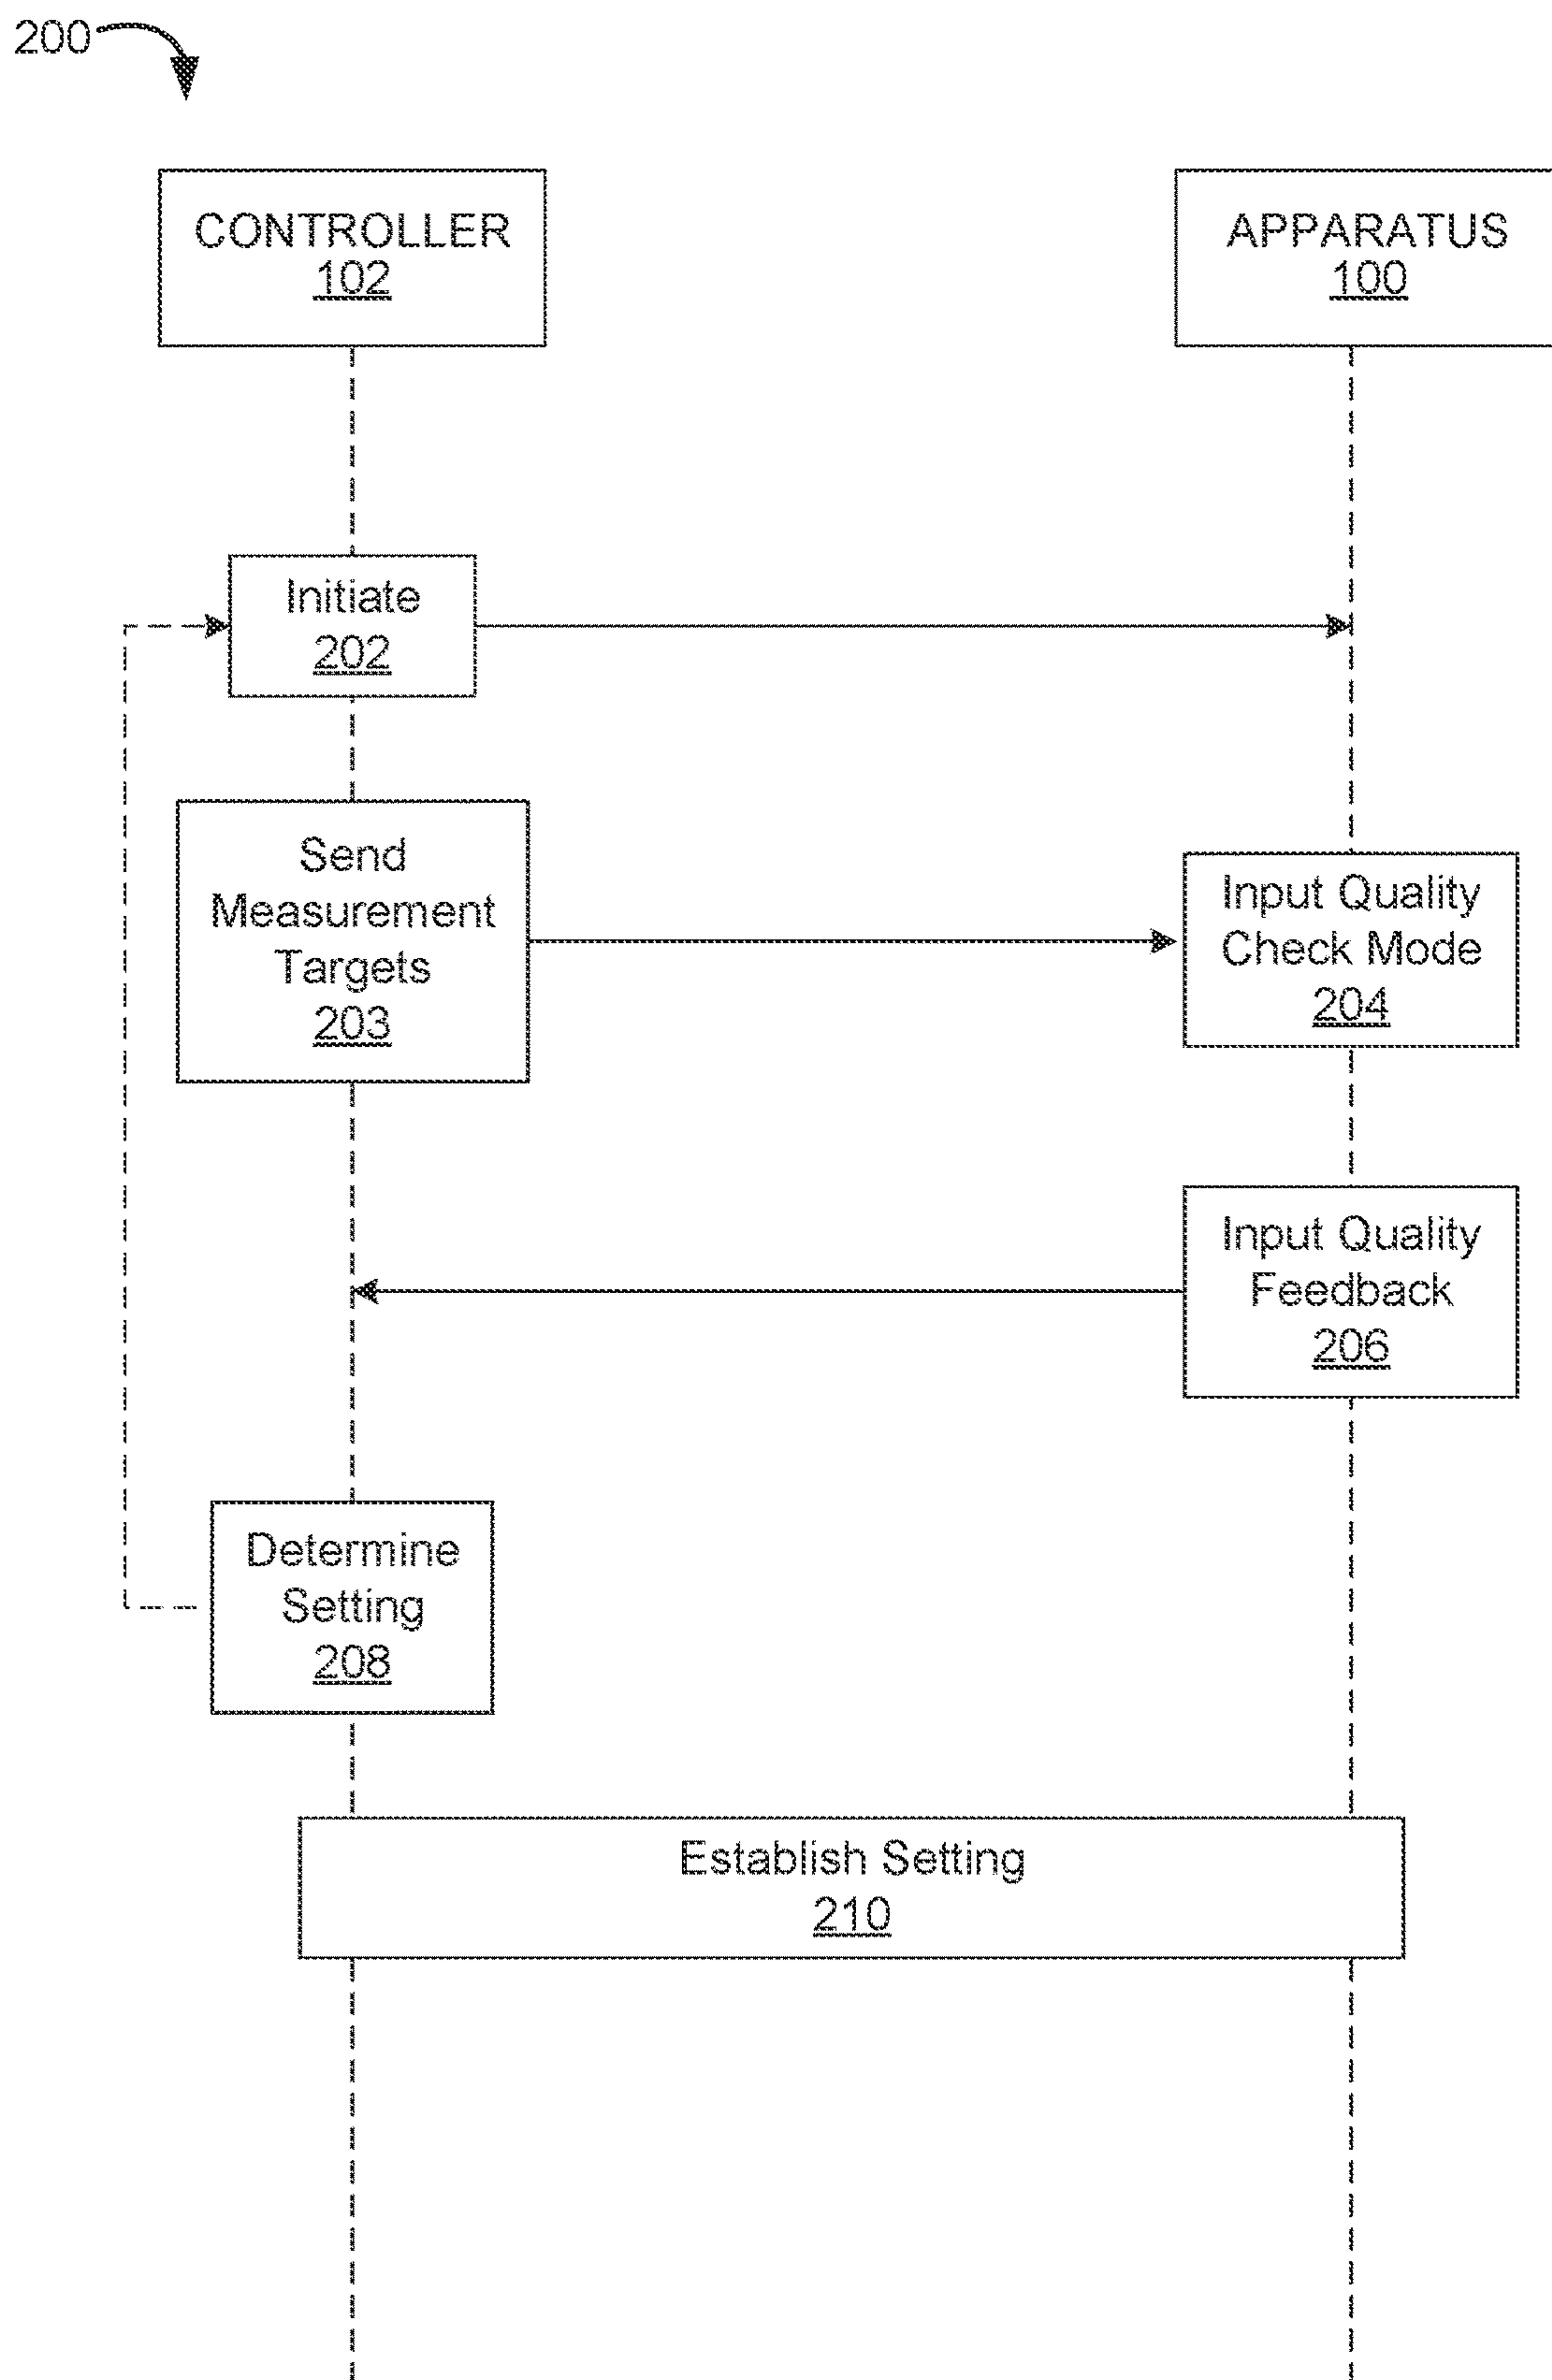 200
CONTROLLER
102
APPARATUS
100
Initiate
202
Send
Measurement
Targets
203
Input Quality
Check Mode
204
Input Quality
Feedback
206
Determine
Setting
208
Establish Setting
210